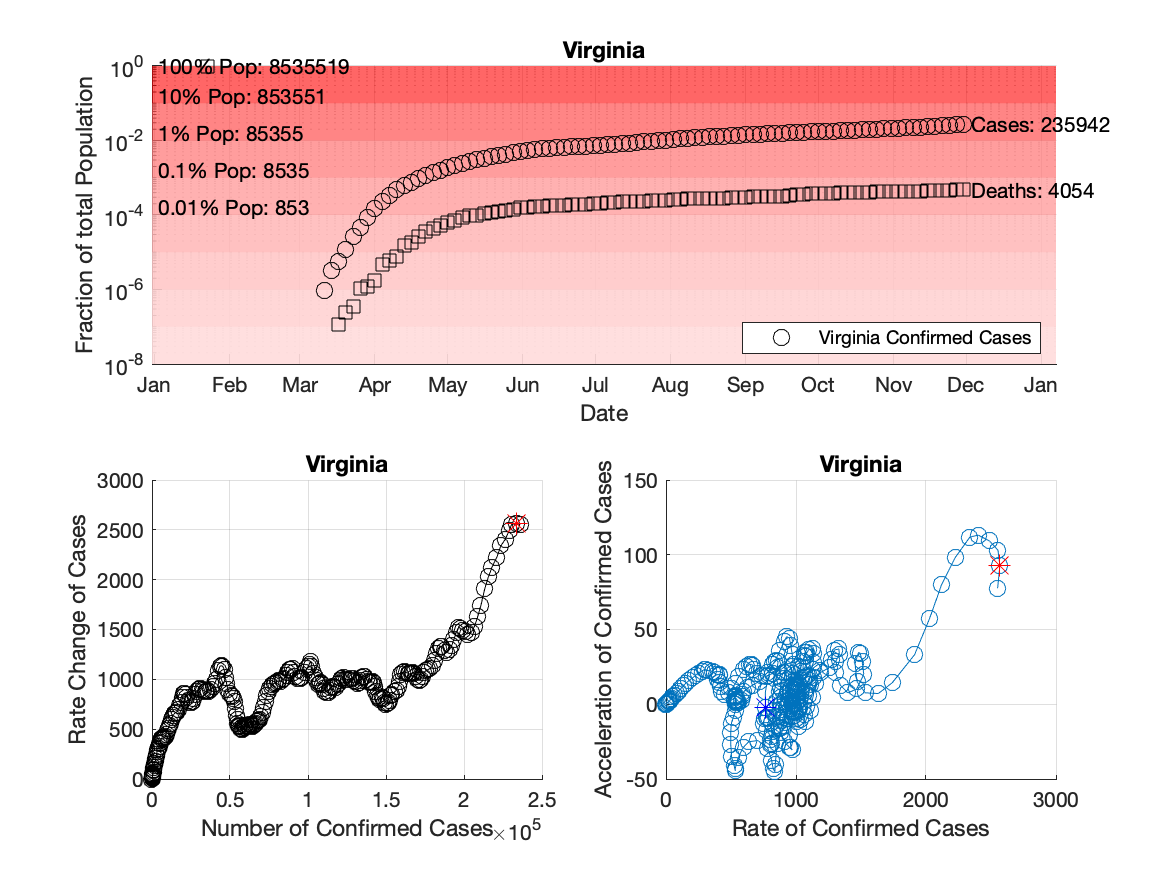 Virginia
10^0
100% Pop: 8535519
10% Pop: 853551
10^-2
1% Pop: 85355
Cases: 235942
0.1% Pop: 8535
Deaths: 4054
10^-4
0.01% Pop: 853
10^-6
Virginia Confirmed Cases
10^-8
Fraction of total Population
Jan Feb Mar Apr May Jun Jul Aug Sep Oct Nov Dec Jan
Date
Virginia
3000
2500
2000
1500
1000
500
0
Rate Change of Cases
0 0.5 1 1.5 2 2.5
Number of Confirmed Cases ×10^5
Virginia
150
100
50
0
-50
Acceleration of Confirmed Cases
0 1000 2000 3000
Rate of Confirmed Cases